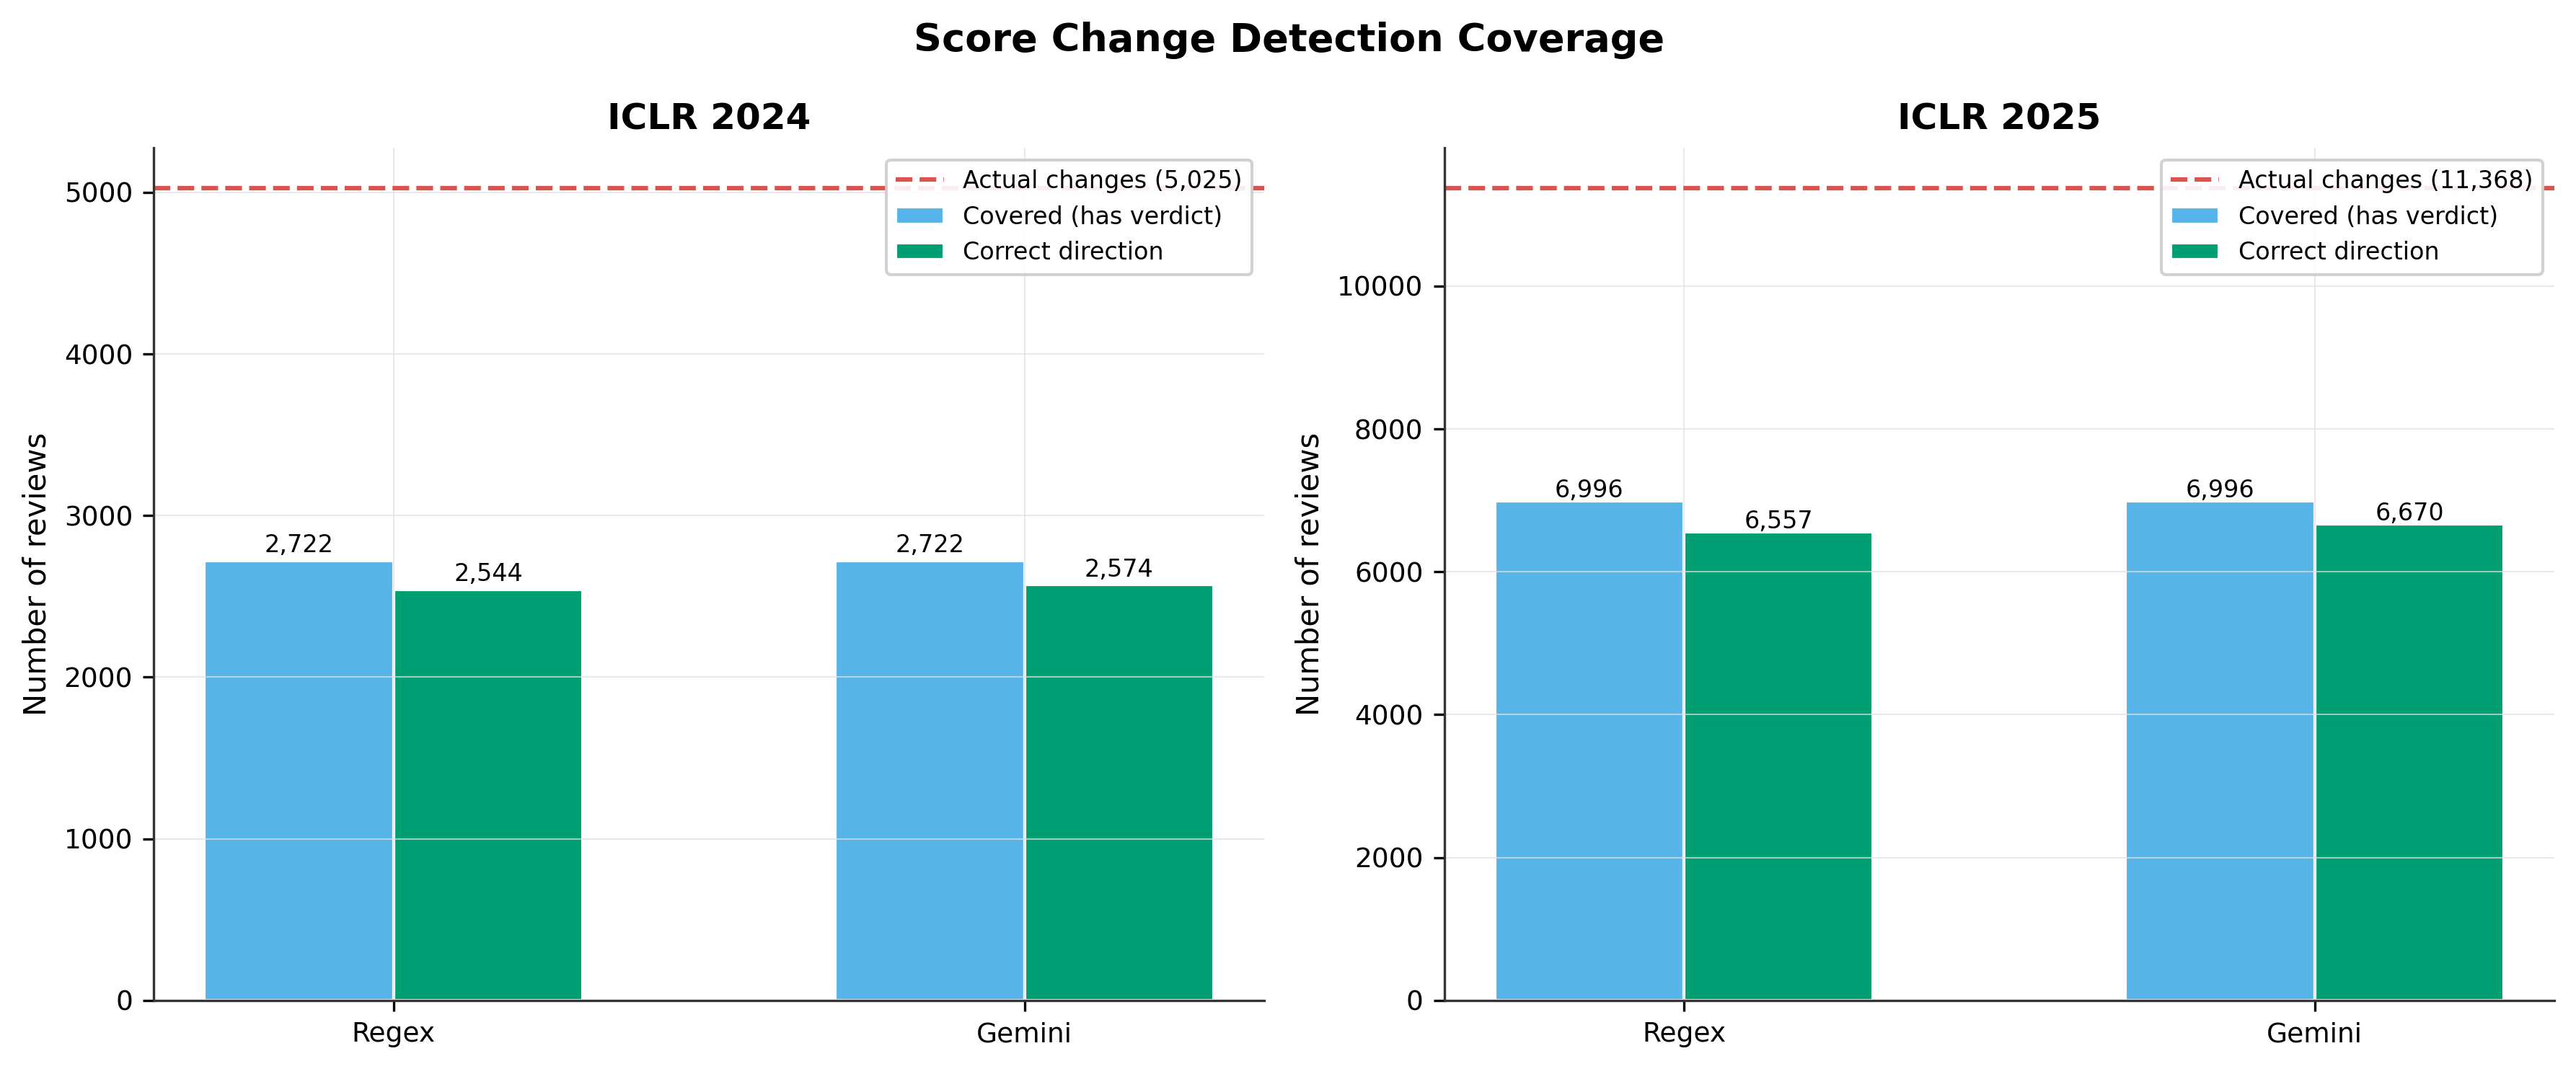 Score Change Detection Coverage
ICLR 2024
Number of reviews
5000
4000
3000
2000
1000
0
Actual changes (5,025)
Covered (has verdict)
Correct direction
2,722
2,544
2,722
2,574
Regex
Gemini
ICLR 2025
Number of reviews
10000
8000
6000
4000
2000
0
Actual changes (11,368)
Covered (has verdict)
Correct direction
6,996
6,557
6,996
6,670
Regex
Gemini